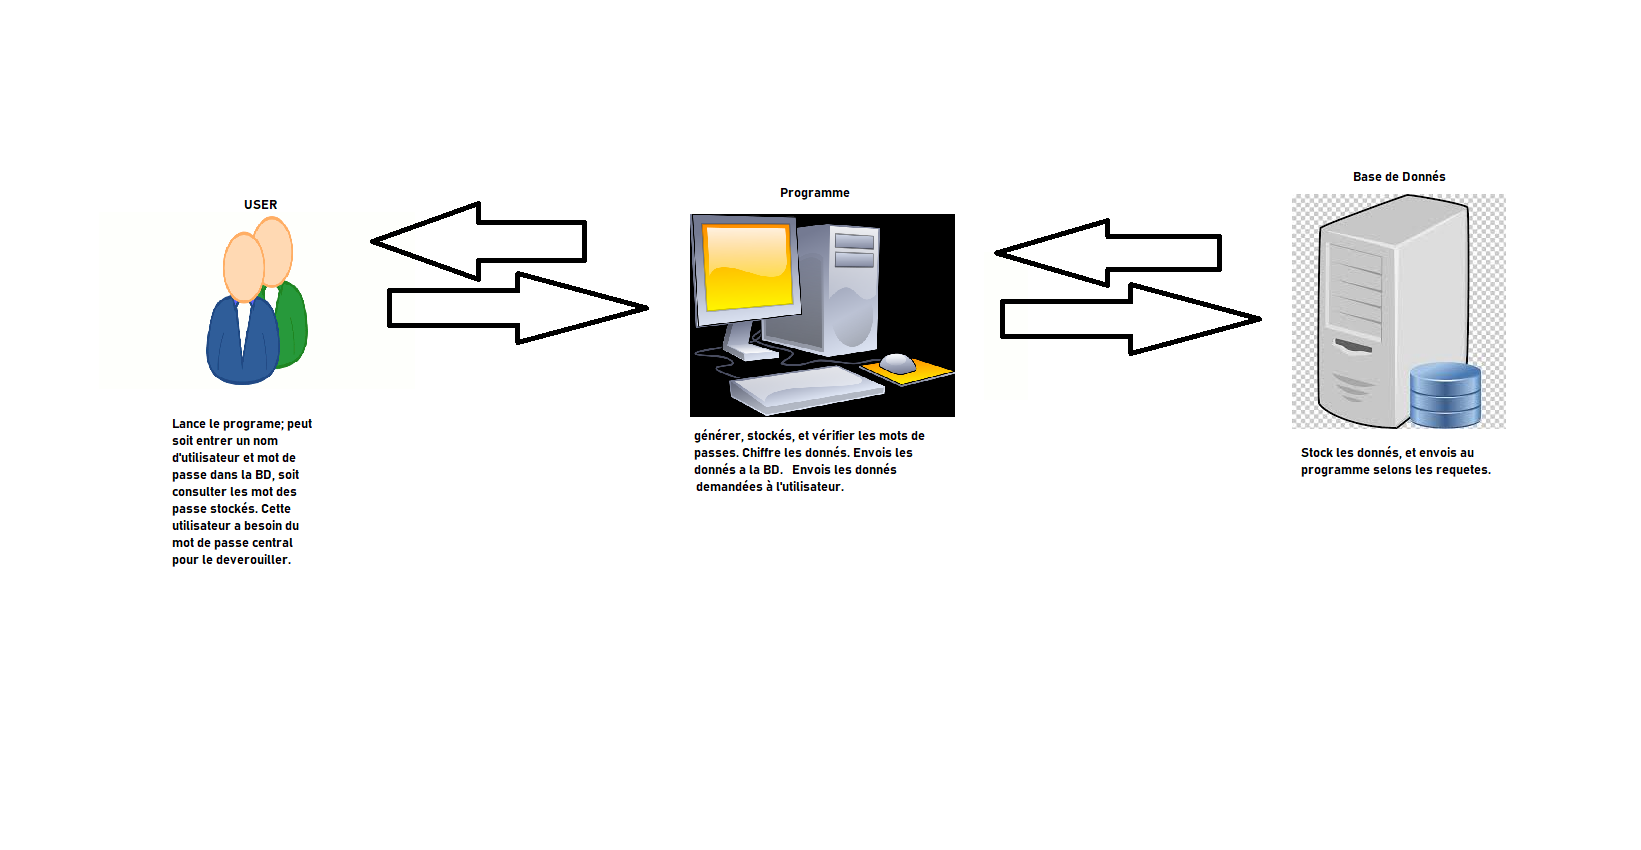 USER
Lance le programe; peut
soit entrer un nom
d'utilisateur et mot de
passe dans la BD, soit
consulter les mot des
passe stockés. Cette
utilisateur a besoin du
mot de passe central
pour le deverouiller.
Programme
générer, stockés, et vérifier les mots de
passes. Chiffre les donnés. Envois les
donnés a la BD. Envois les donnés
demandées à l'utilisateur.
Base de Donnés
Stock les donnés, et envois au
programme selons les requetes.